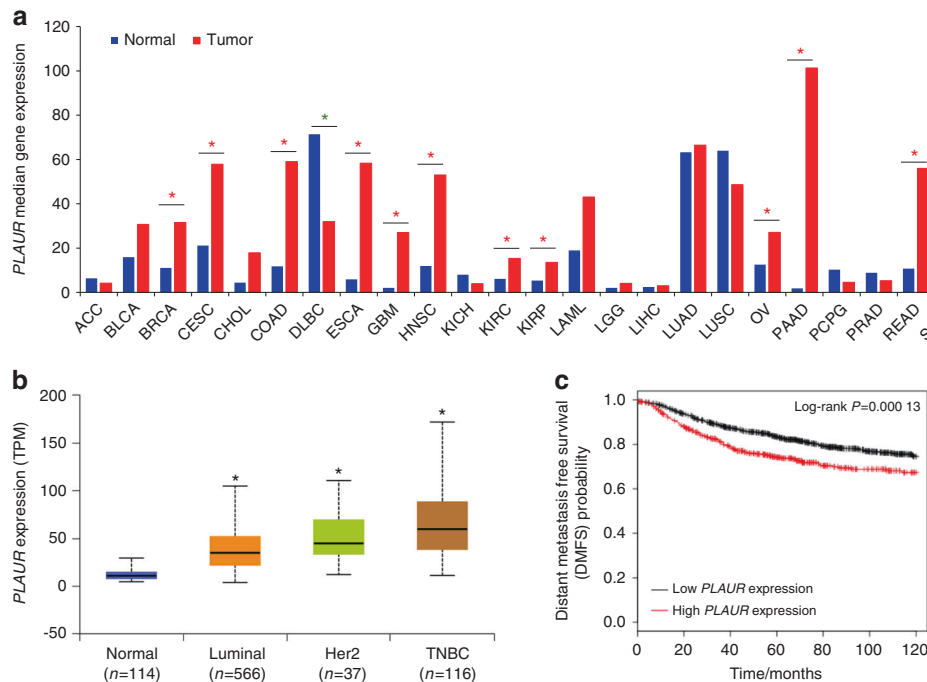 a
Normal
Tumor
PLAUR median gene expression
120
100
80
60
40
20
0
* * * * * * * * * * * *
ACC BLCA BRCA CESC CHOL COAD DLBC ESCA GBM HNSC KICH KIRC KIRP LAML LGG LIHC LUAD LUSC OV PAAD PCPG PRAD READ S
b
PLAUR expression (TPM)
200
150
100
50
0
-50
* * *
Normal Luminal Her2 TNBC
(n=114) (n=566) (n=37) (n=116)
c
Distant metastasis free survival
(DMFS) probability
1.0
0.8
0.6
0.4
0.2
0.0
Log-rank P=0.000 13
Low PLAUR expression
High PLAUR expression
0 20 40 60 80 100 120
Time/months